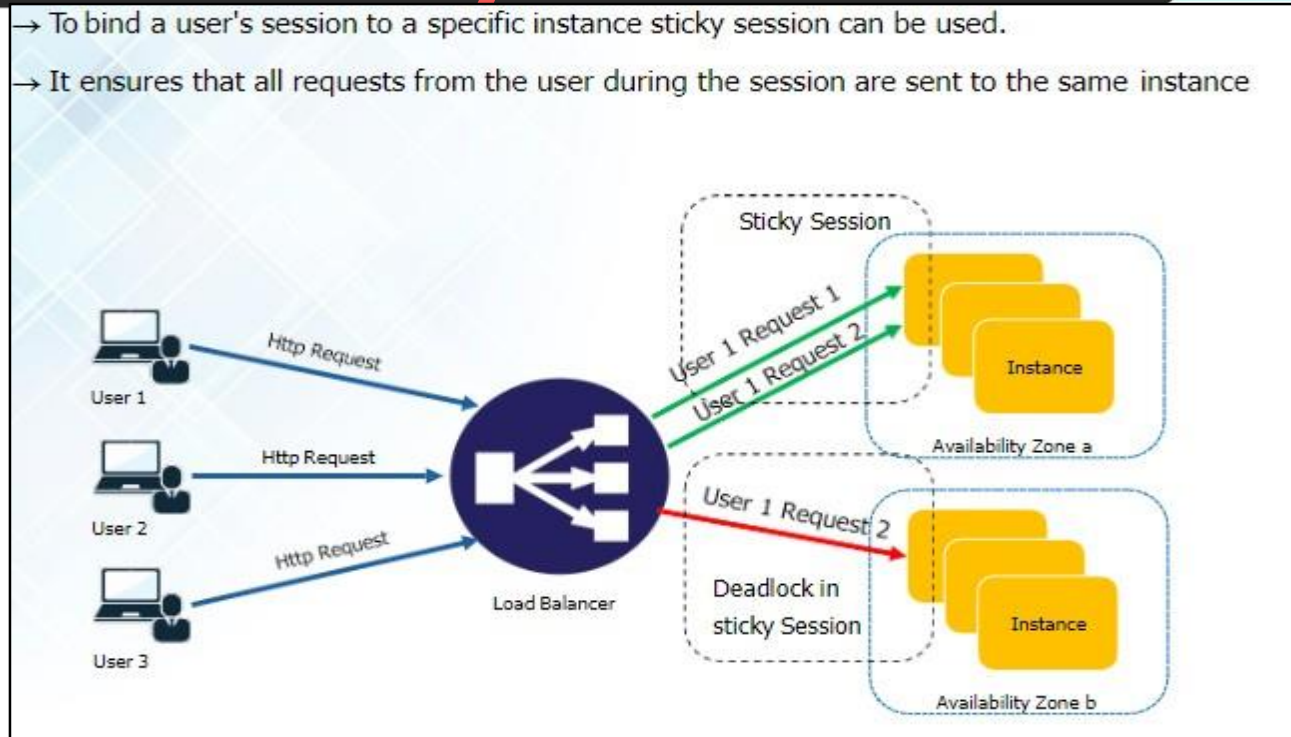 → To bind a user's session to a specific instance sticky session can be used.
→ It ensures that all requests from the user during the session are sent to the same instance
Sticky Session
Http Request
User 1 Request 1
User 1 Request 2
Instance
User 1
Availability Zone a
Http Request
User 1 Request 2
User 2
Http Request
Load Balancer
Deadlock in
sticky Session
Instance
User 3
Availability Zone b